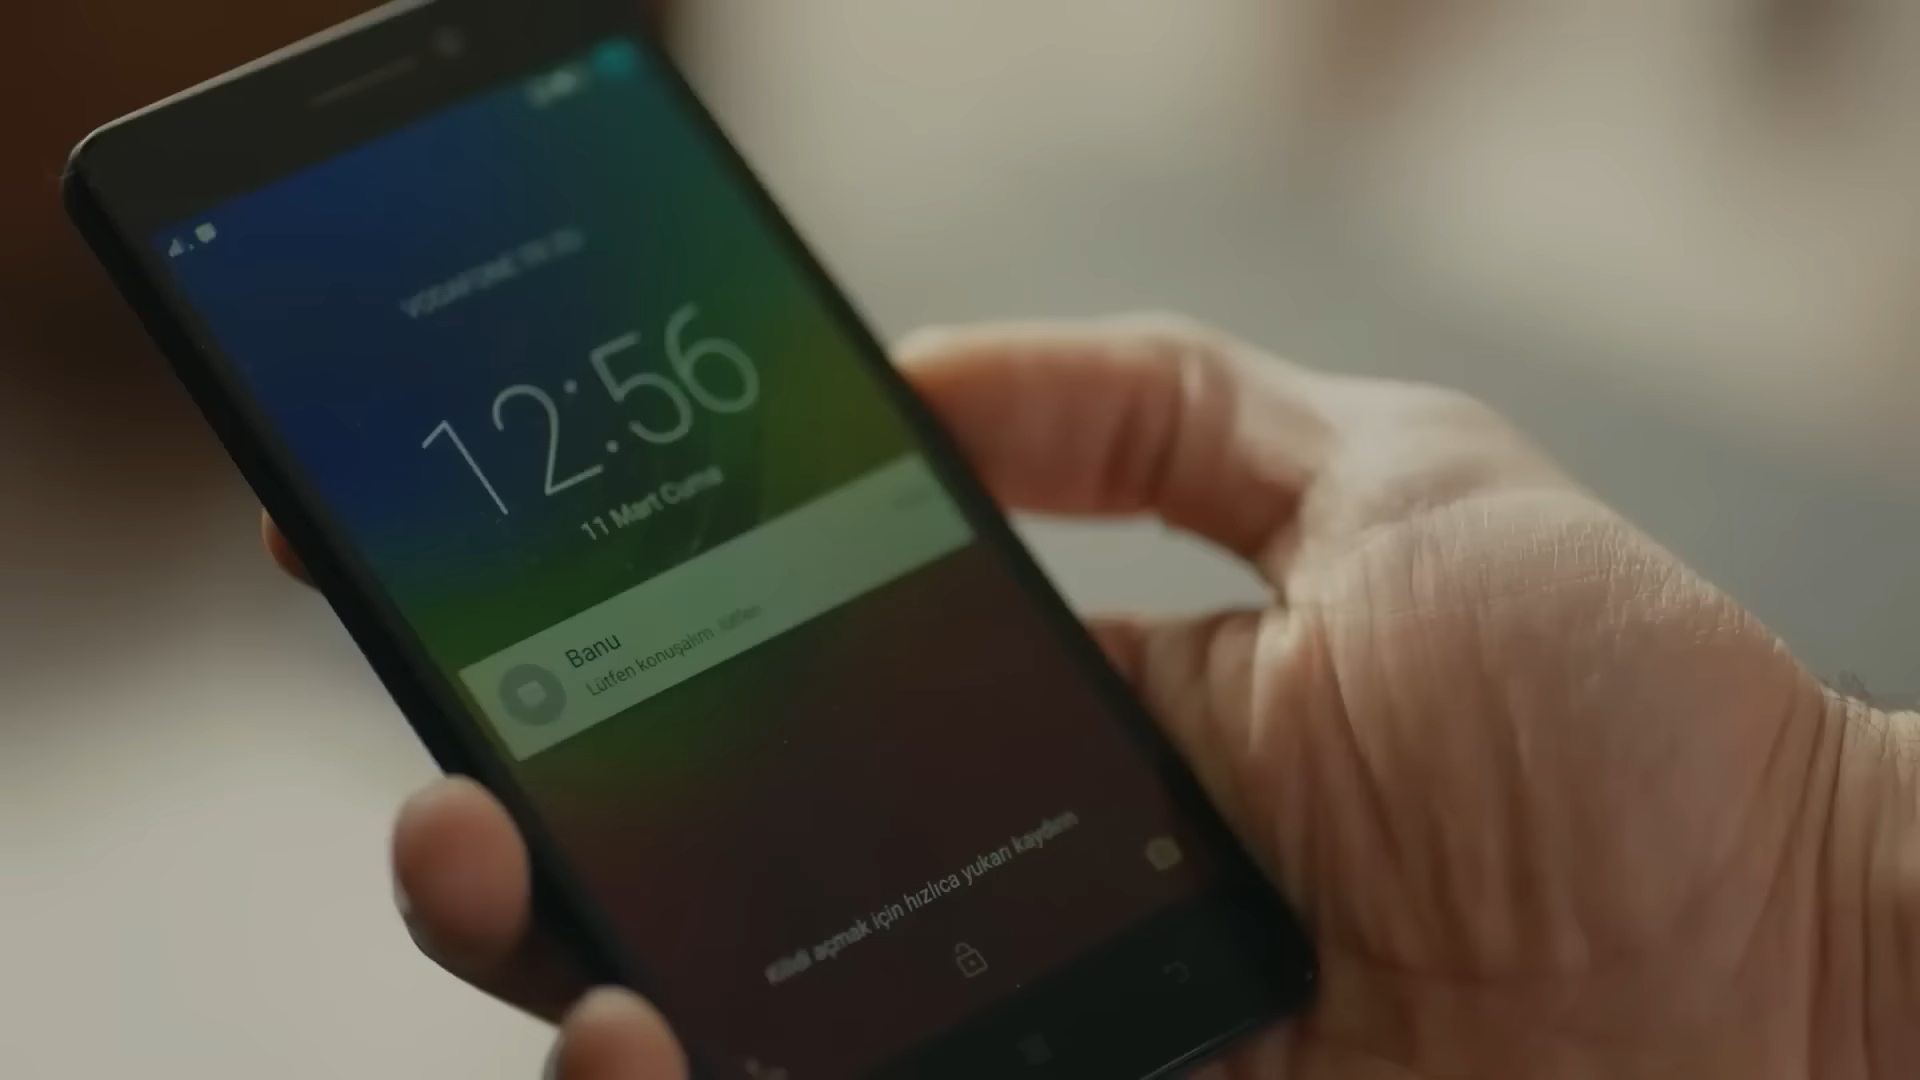 12:56
11 Mart Cuma
Banu
Lütfen konuşalım lütfen
Kilidi açmak için hızlıca yukarı kaydırın